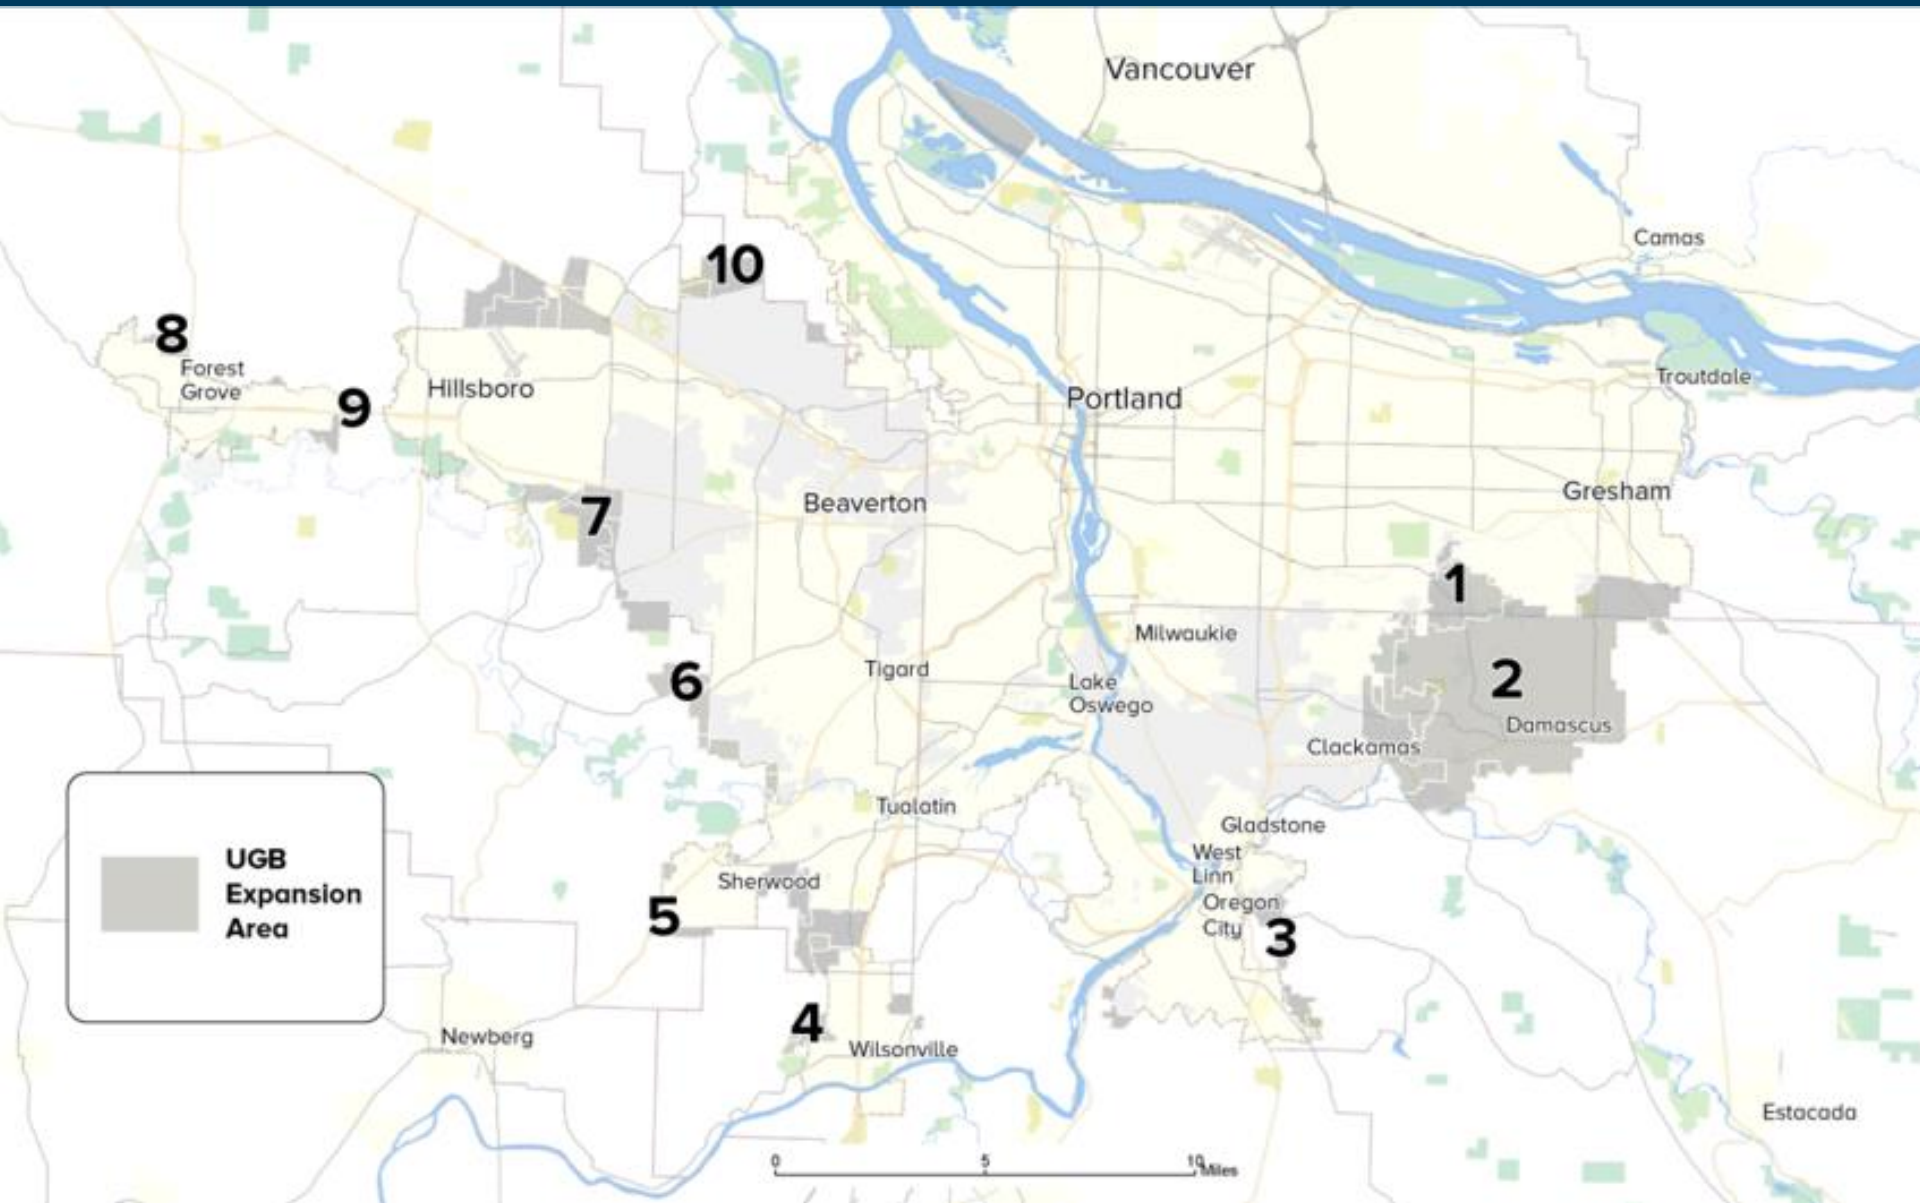 Vancouver
Camas
10
8
Forest
Grove
Hillsboro
9
Portland
Troutdale
Gresham
7
Beaverton
1
Milwaukie
Tigard
6
Lake
Oswego
2
Damascus
Clackamas
Tualatin
Gladstone
West
Linn
Sherwood
Oregon
City
5
3
UGB
Expansion
Area
4
Newberg
Wilsonville
Estacada
0 5 10 Miles